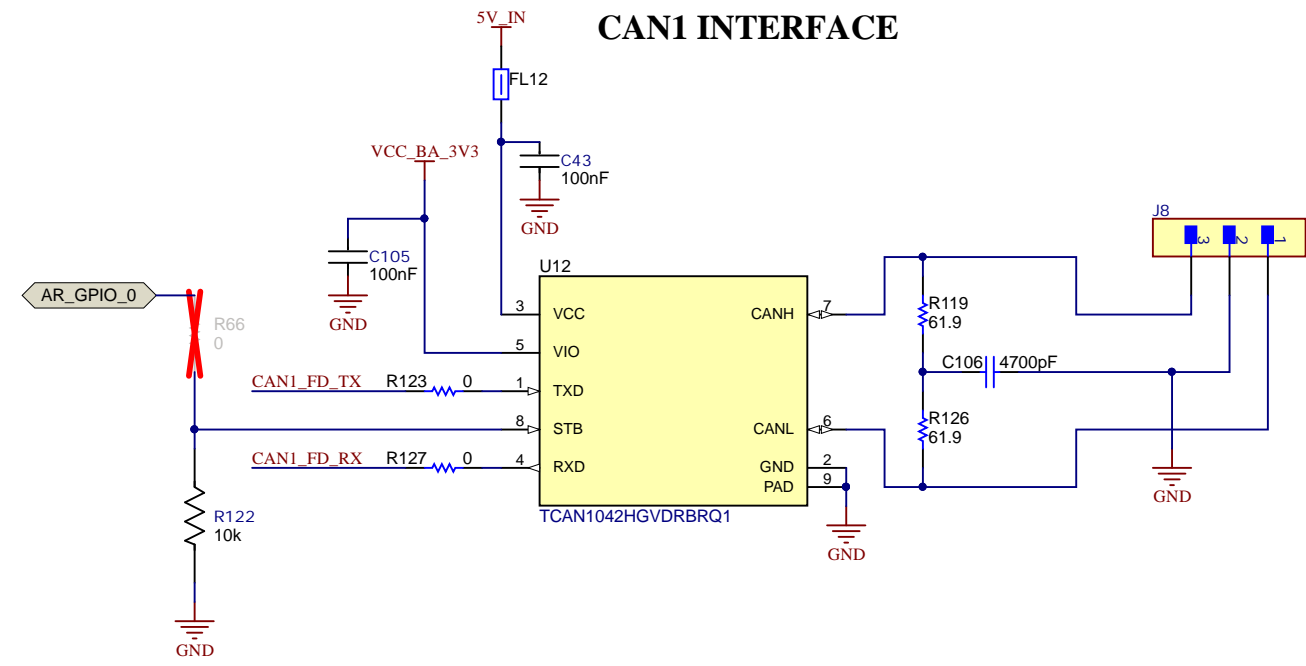 CAN1 INTERFACE
5V_IN
FL12
VCC_BA_3V3
C43
100nF
GND
J8
3
2
1
C105
100nF
GND
U12
AR_GPIO_0
R66
0
3
VCC
CANH
7
R119
61.9
5
VIO
C106
4700pF
CAN1_FD_TX
R123
0
1
TXD
8
STB
CANL
6
R126
61.9
CAN1_FD_RX
R127
0
4
RXD
GND
2
PAD
9
GND
TCAN1042HGVDRBRQ1
R122
10k
GND
GND